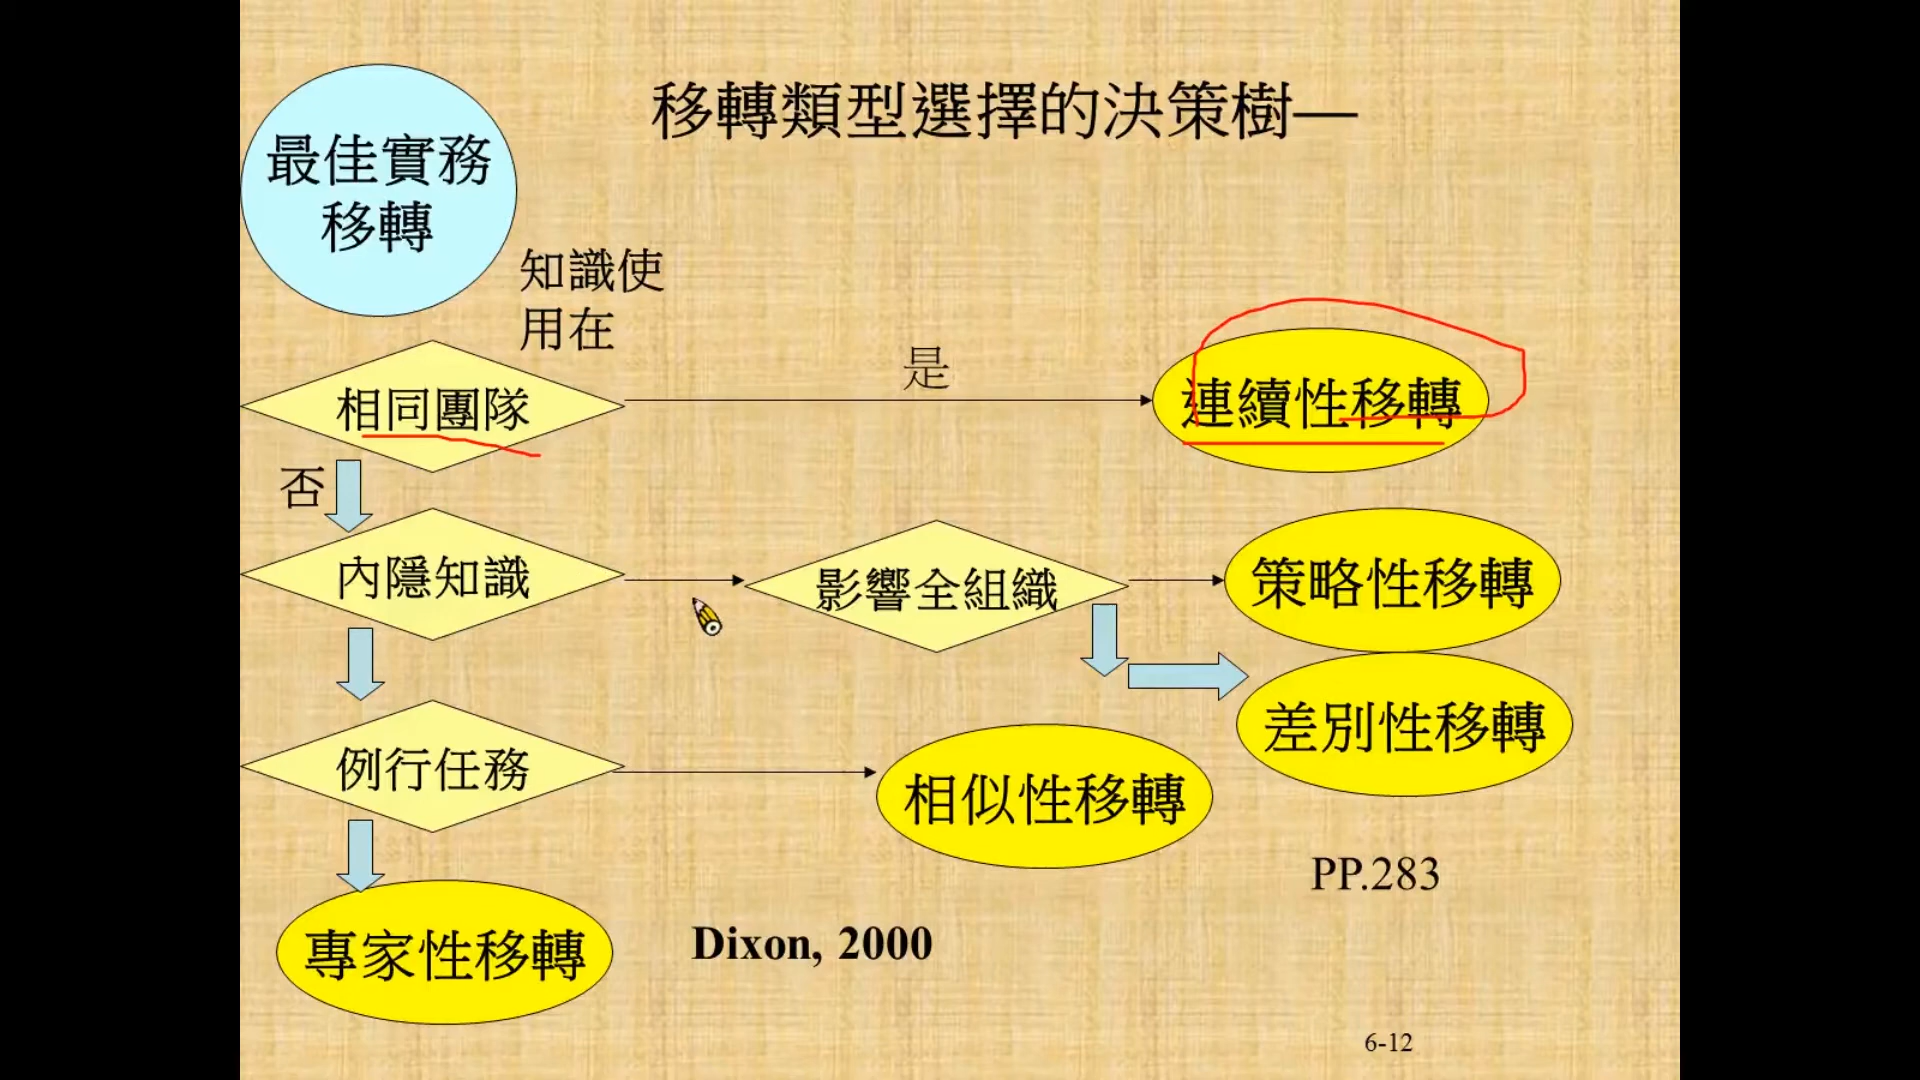 移轉類型選擇的決策樹—
最佳實務
移轉
知識使
用在
相同團隊
是
連續性移轉
否
內隱知識
影響全組織
策略性移轉
差別性移轉
例行任務
相似性移轉
PP.283
專家性移轉
Dixon, 2000
6-12